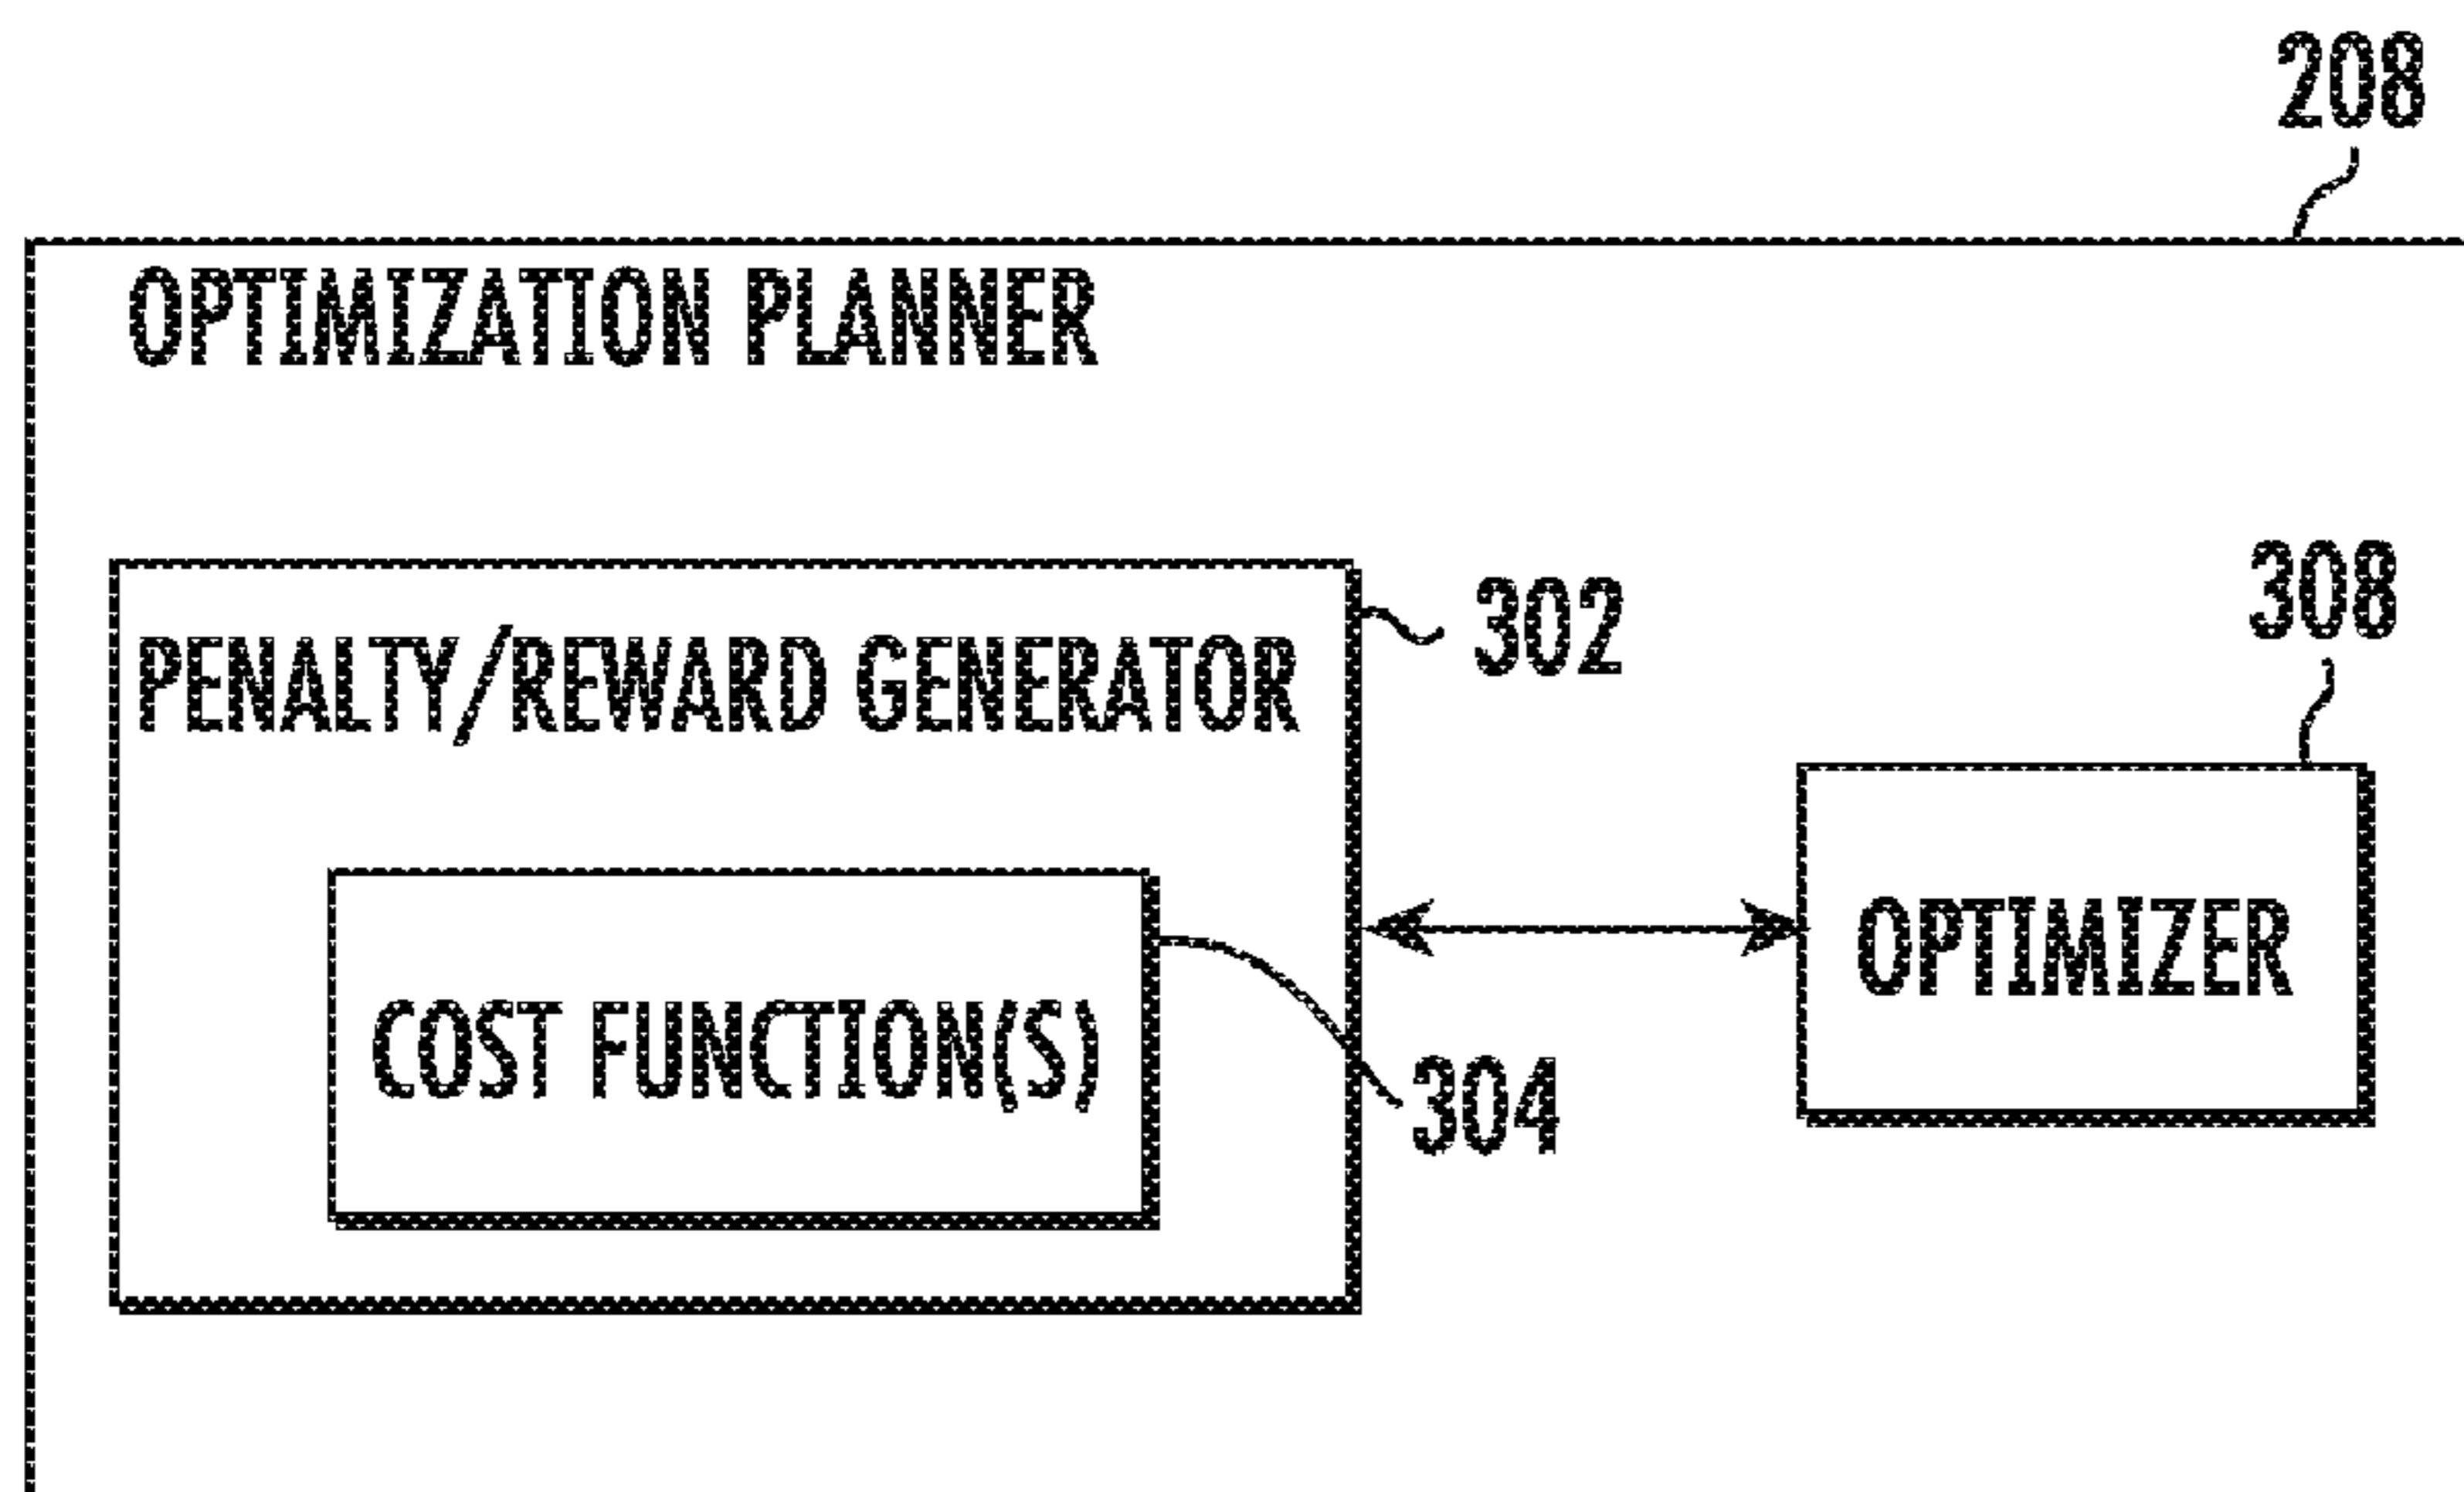 208
OPTIMIZATION PLANNER
308
302
PENALTY/REWARD GENERATOR
OPTIMIZER
COST FUNCTION(S)
304